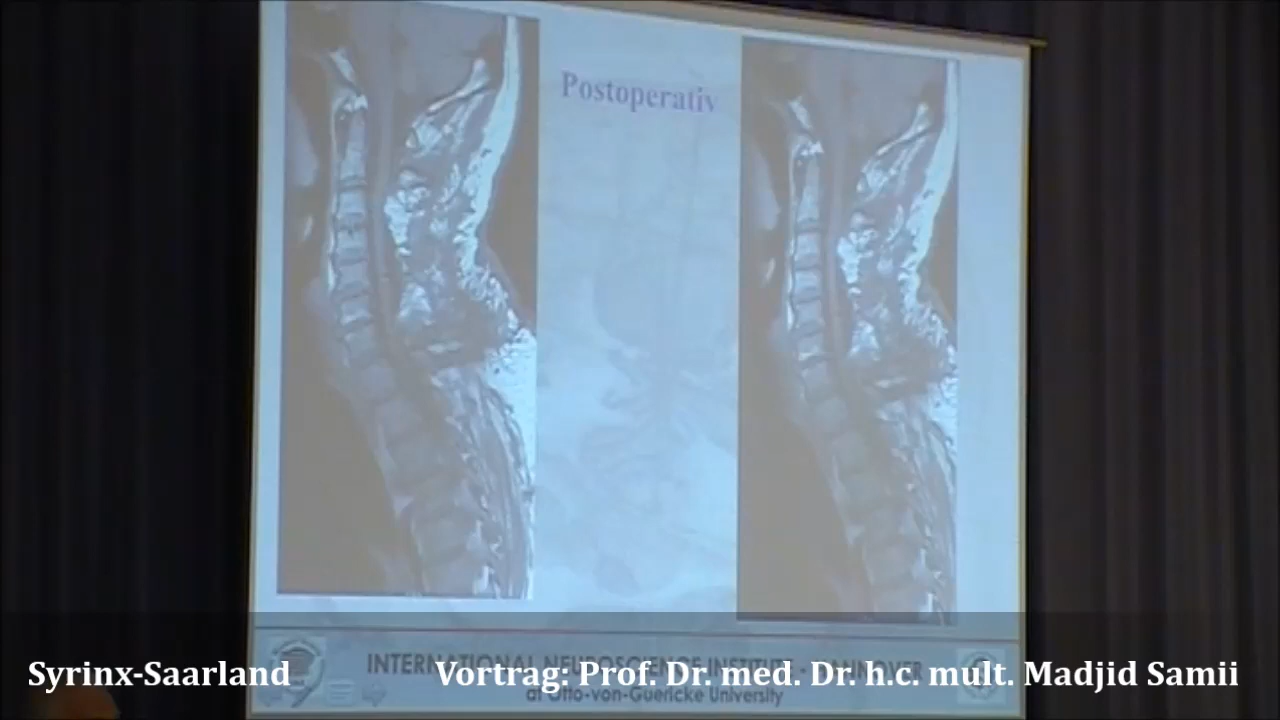 Postoperativ
INTERNATIONAL NEUROSCIENCE INSTITUTE - HANNOVER
at Otto-von-Guericke University
Syrinx-Saarland
Vortrag: Prof. Dr. med. Dr. h.c. mult. Madjid Samii